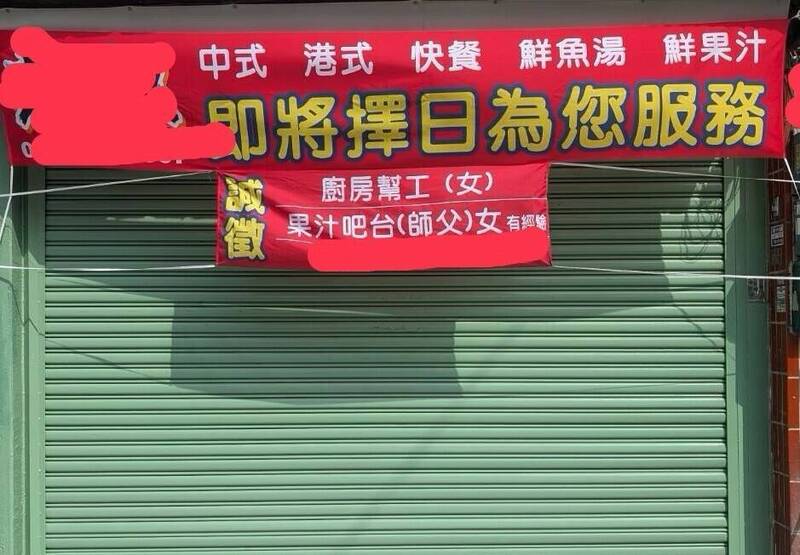 中式 港式 快餐 鮮魚湯 鮮果汁
即將擇日為您服務
誠徵
廚房幫工(女)
果汁吧台(師父)女有經驗